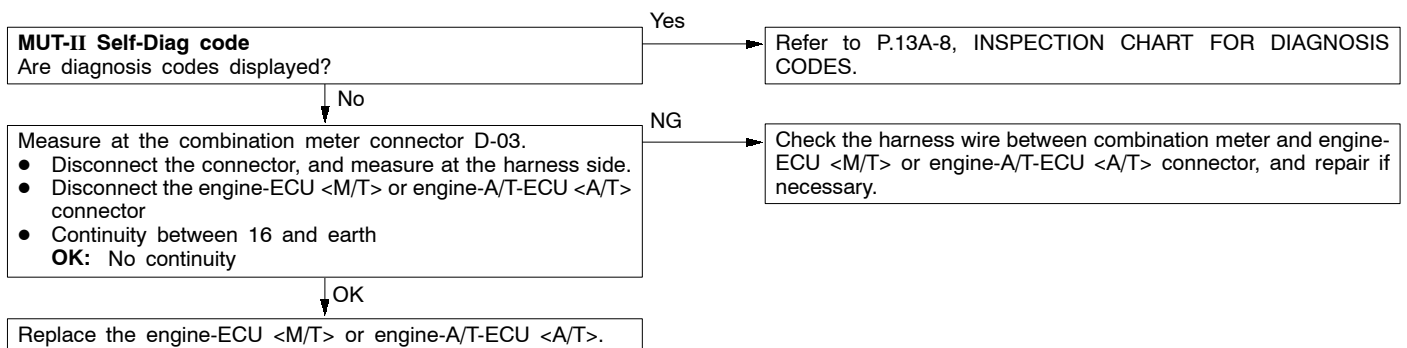 MUT-II Self-Diag code
Are diagnosis codes displayed?
Yes
Refer to P.13A-8, INSPECTION CHART FOR DIAGNOSIS
CODES.
No
Measure at the combination meter connector D-03.
● Disconnect the connector, and measure at the harness side.
● Disconnect the engine-ECU <M/T> or engine-A/T-ECU <A/T>
connector
● Continuity between 16 and earth
OK: No continuity
NG
Check the harness wire between combination meter and engine-
ECU <M/T> or engine-A/T-ECU <A/T> connector, and repair if
necessary.
OK
Replace the engine-ECU <M/T> or engine-A/T-ECU <A/T>.